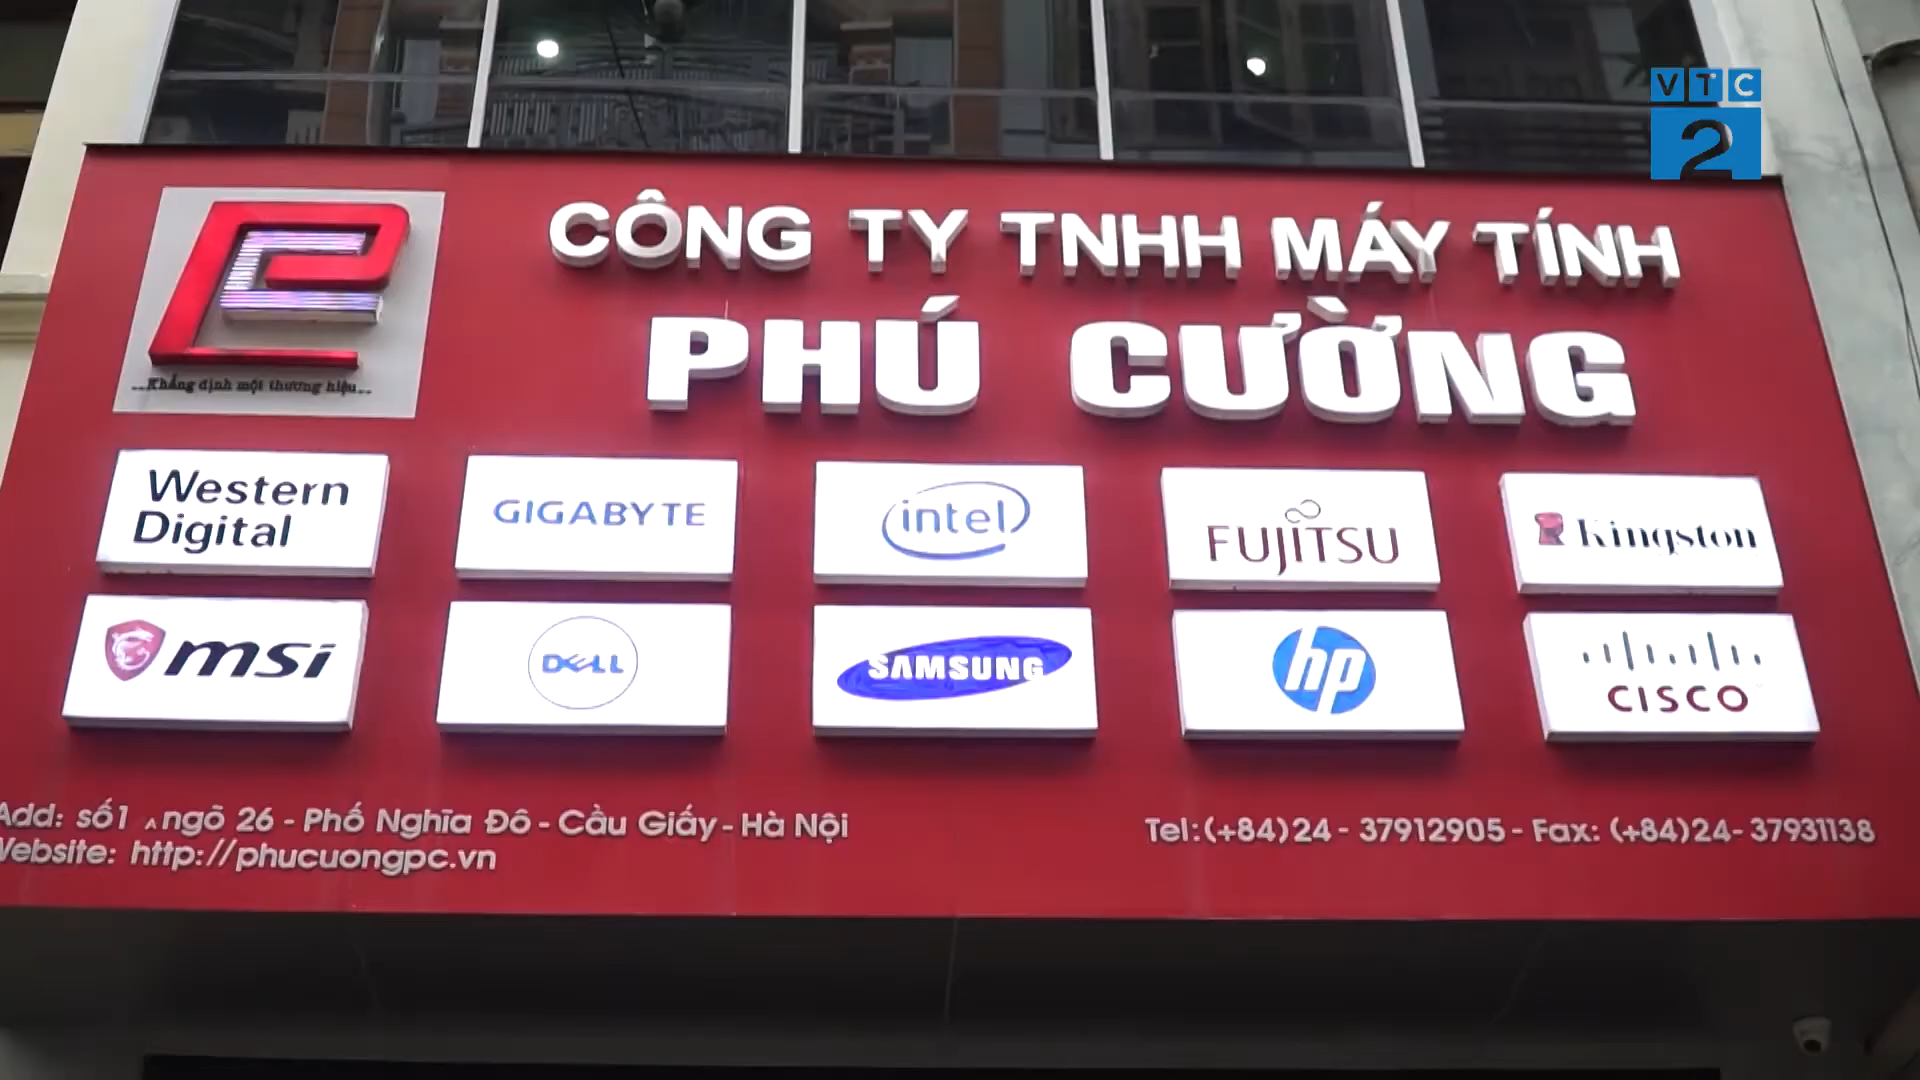 VTC
2
CÔNG TY TNHH MÁY TÍNH
PHÚ CƯỜNG
...Khẳng định một thương hiệu...
Western Digital
GIGABYTE
intel
FUJITSU
Kingston
msi
DELL
SAMSUNG
hp
CISCO
Add: số1 ngõ 26 - Phố Nghĩa Đô - Cầu Giấy - Hà Nội
Website: http://phucuongpc.vn
Tel:(+84)24 - 37912905 - Fax: (+84)24- 37931138